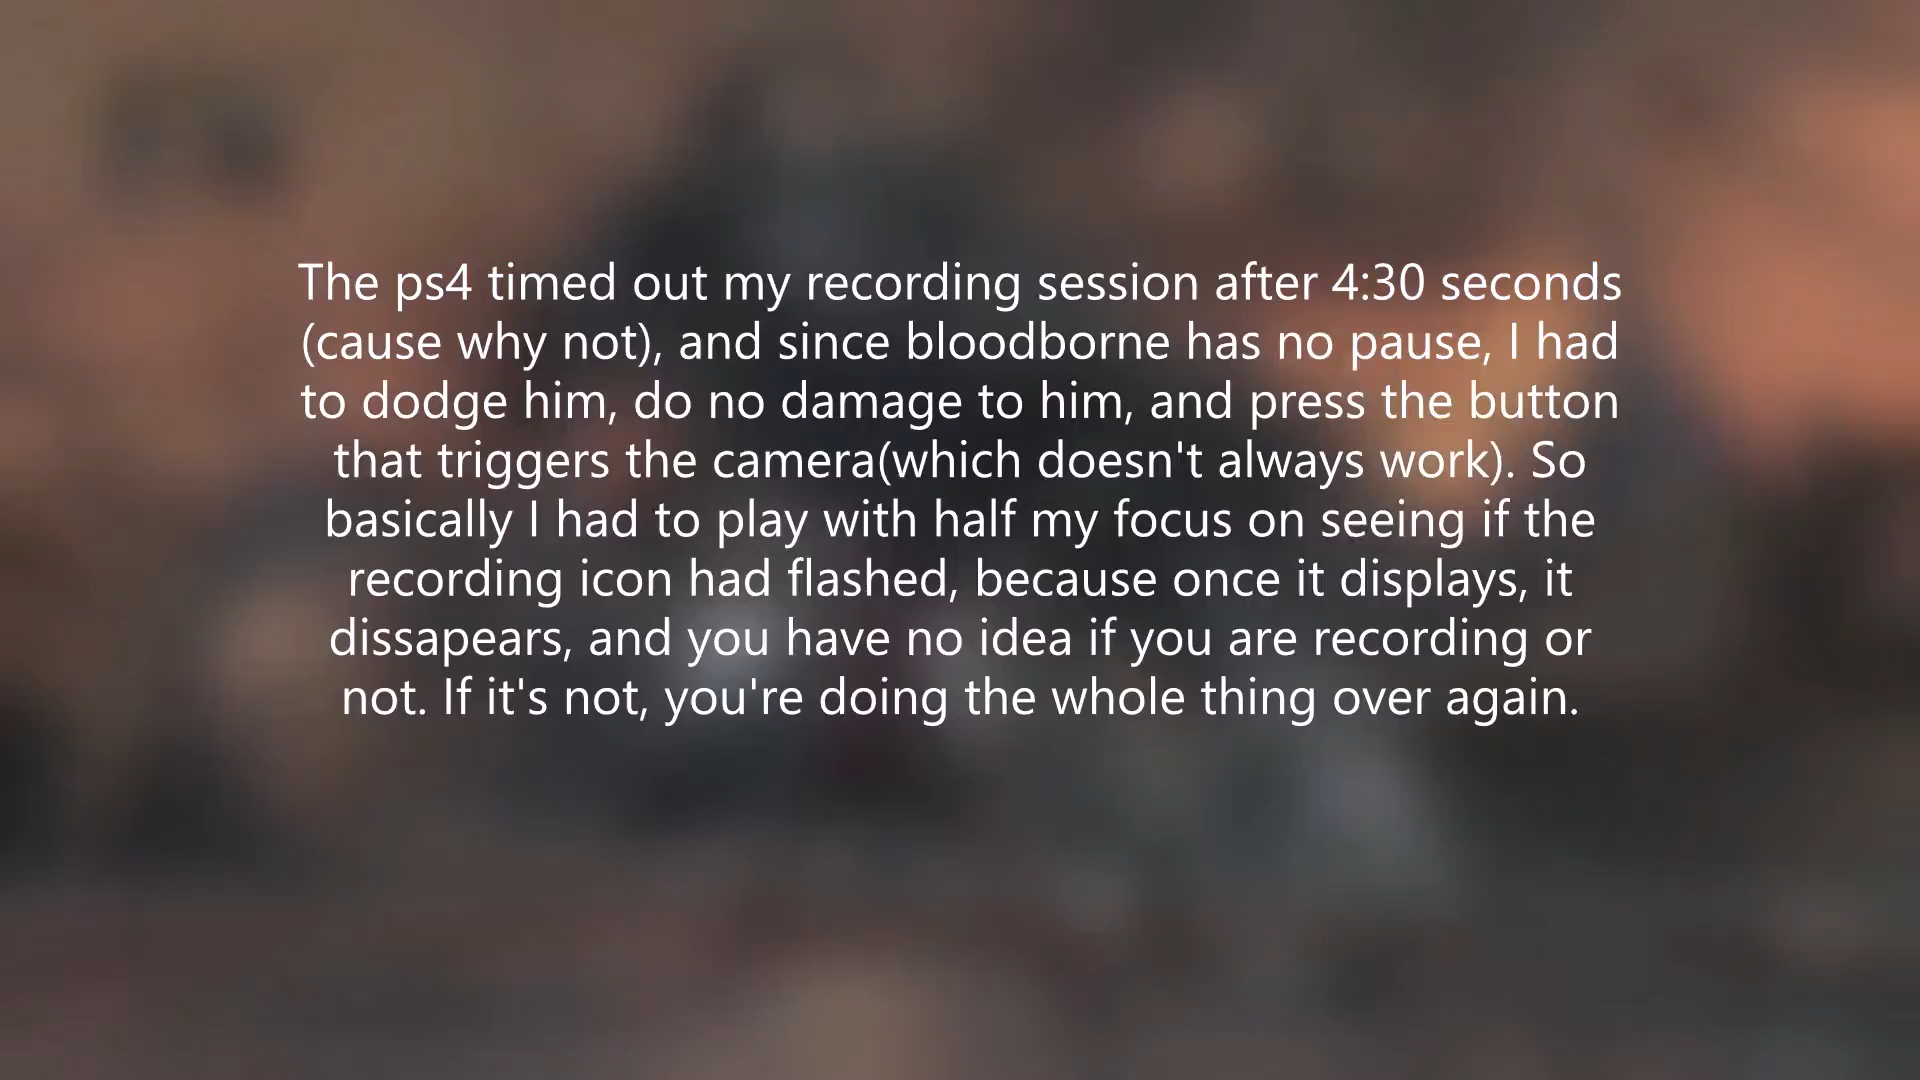 The ps4 timed out my recording session after 4:30 seconds
(cause why not), and since bloodborne has no pause, I had
to dodge him, do no damage to him, and press the button
that triggers the camera(which doesn't always work). So
basically I had to play with half my focus on seeing if the
recording icon had flashed, because once it displays, it
dissapears, and you have no idea if you are recording or
not. If it's not, you're doing the whole thing over again.